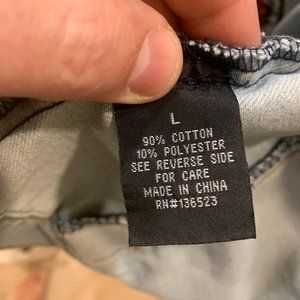 L
90% COTTON
10% POLYESTER
SEE REVERSE SIDE
FOR CARE
MADE IN CHINA
RN#136523